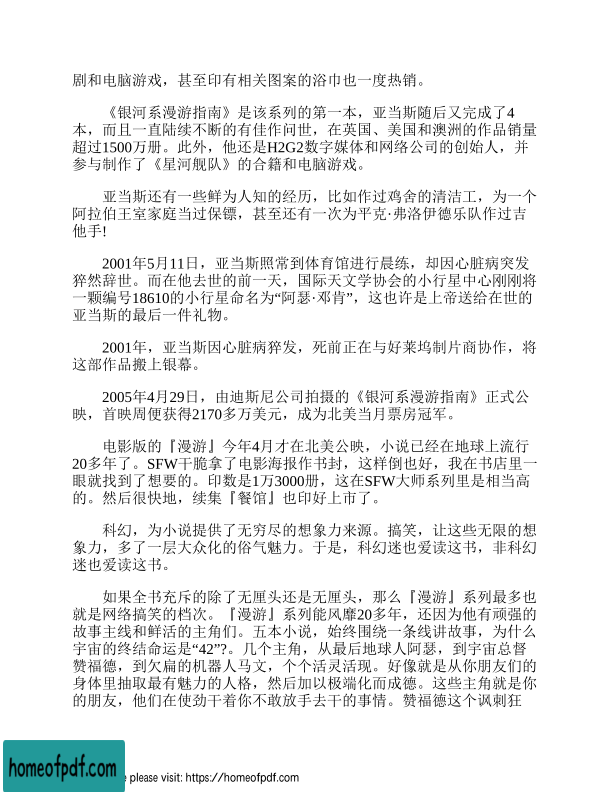 剧和电脑游戏，甚至印有相关图案的浴巾也一度热销。
《银河系漫游指南》是该系列的第一本，亚当斯随后又完成了4
本，而且一直陆续不断的有佳作问世，在英国、美国和澳洲的作品销量
超过1500万册。此外，他还是H2G2数字媒体和网络公司的创始人，并
参与制作了《星河舰队》的合籍和电脑游戏。
亚当斯还有一些鲜为人知的经历，比如作过鸡舍的清洁工，为一个
阿拉伯王室家庭当过保镖，甚至还有一次为平克·弗洛伊德乐队作过吉
他手!
2001年5月11日，亚当斯照常到体育馆进行晨练，却因心脏病突发
猝然辞世。而在他去世的前一天，国际天文学协会的小行星中心刚刚将
一颗编号18610的小行星命名为“阿瑟·邓肯”，这也许是上帝送给在世的
亚当斯的最后一件礼物。
2001年，亚当斯因心脏病猝发，死前正在与好莱坞制片商协作，将
这部作品搬上银幕。
2005年4月29日，由迪斯尼公司拍摄的《银河系漫游指南》正式公
映，首映周便获得2170多万美元，成为北美当月票房冠军。
电影版的『漫游』今年4月才在北美公映，小说已经在地球上流行
20多年了。SFW干脆拿了电影海报作书封，这样倒也好，我在书店里一
眼就找到了想要的。印数是1万3000册，这在SFW大师系列里是相当高
的。然后很快地，续集『餐馆』也印好上市了。
科幻，为小说提供了无穷尽的想象力来源。搞笑，让这些无限的想
象力，多了一层大众化的俗气魅力。于是，科幻迷也爱读这书，非科幻
迷也爱读这书。
如果全书充斥的除了无厘头还是无厘头，那么『漫游』系列最多也
就是网络搞笑的档次。『漫游』系列能风靡20多年，还因为他有顽强的
故事主线和鲜活的主角们。五本小说，始终围绕一条线讲故事，为什么
宇宙的终结命运是“42”?。几个主角，从最后地球人阿瑟，到宇宙总督
赞福德，到欠扁的机器人马文，个个活灵活现。好像就是从你朋友们的
身体里抽取最有魅力的人格，然后加以极端化而成德。这些主角就是你
的朋友，他们在使劲干着你不敢放手去干的事情。赞福德这个讽刺狂
homeofpdf.com
e please visit: https://homeofpdf.com